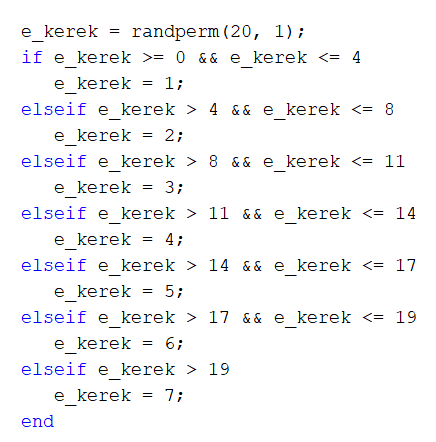 e_kerek = randperm(20, 1);
if e_kerek >= 0 && e_kerek <= 4
   e_kerek = 1;
elseif e_kerek > 4 && e_kerek <= 8
   e_kerek = 2;
elseif e_kerek > 8 && e_kerek <= 11
   e_kerek = 3;
elseif e_kerek > 11 && e_kerek <= 14
   e_kerek = 4;
elseif e_kerek > 14 && e_kerek <= 17
   e_kerek = 5;
elseif e_kerek > 17 && e_kerek <= 19
   e_kerek = 6;
elseif e_kerek > 19
   e_kerek = 7;
end